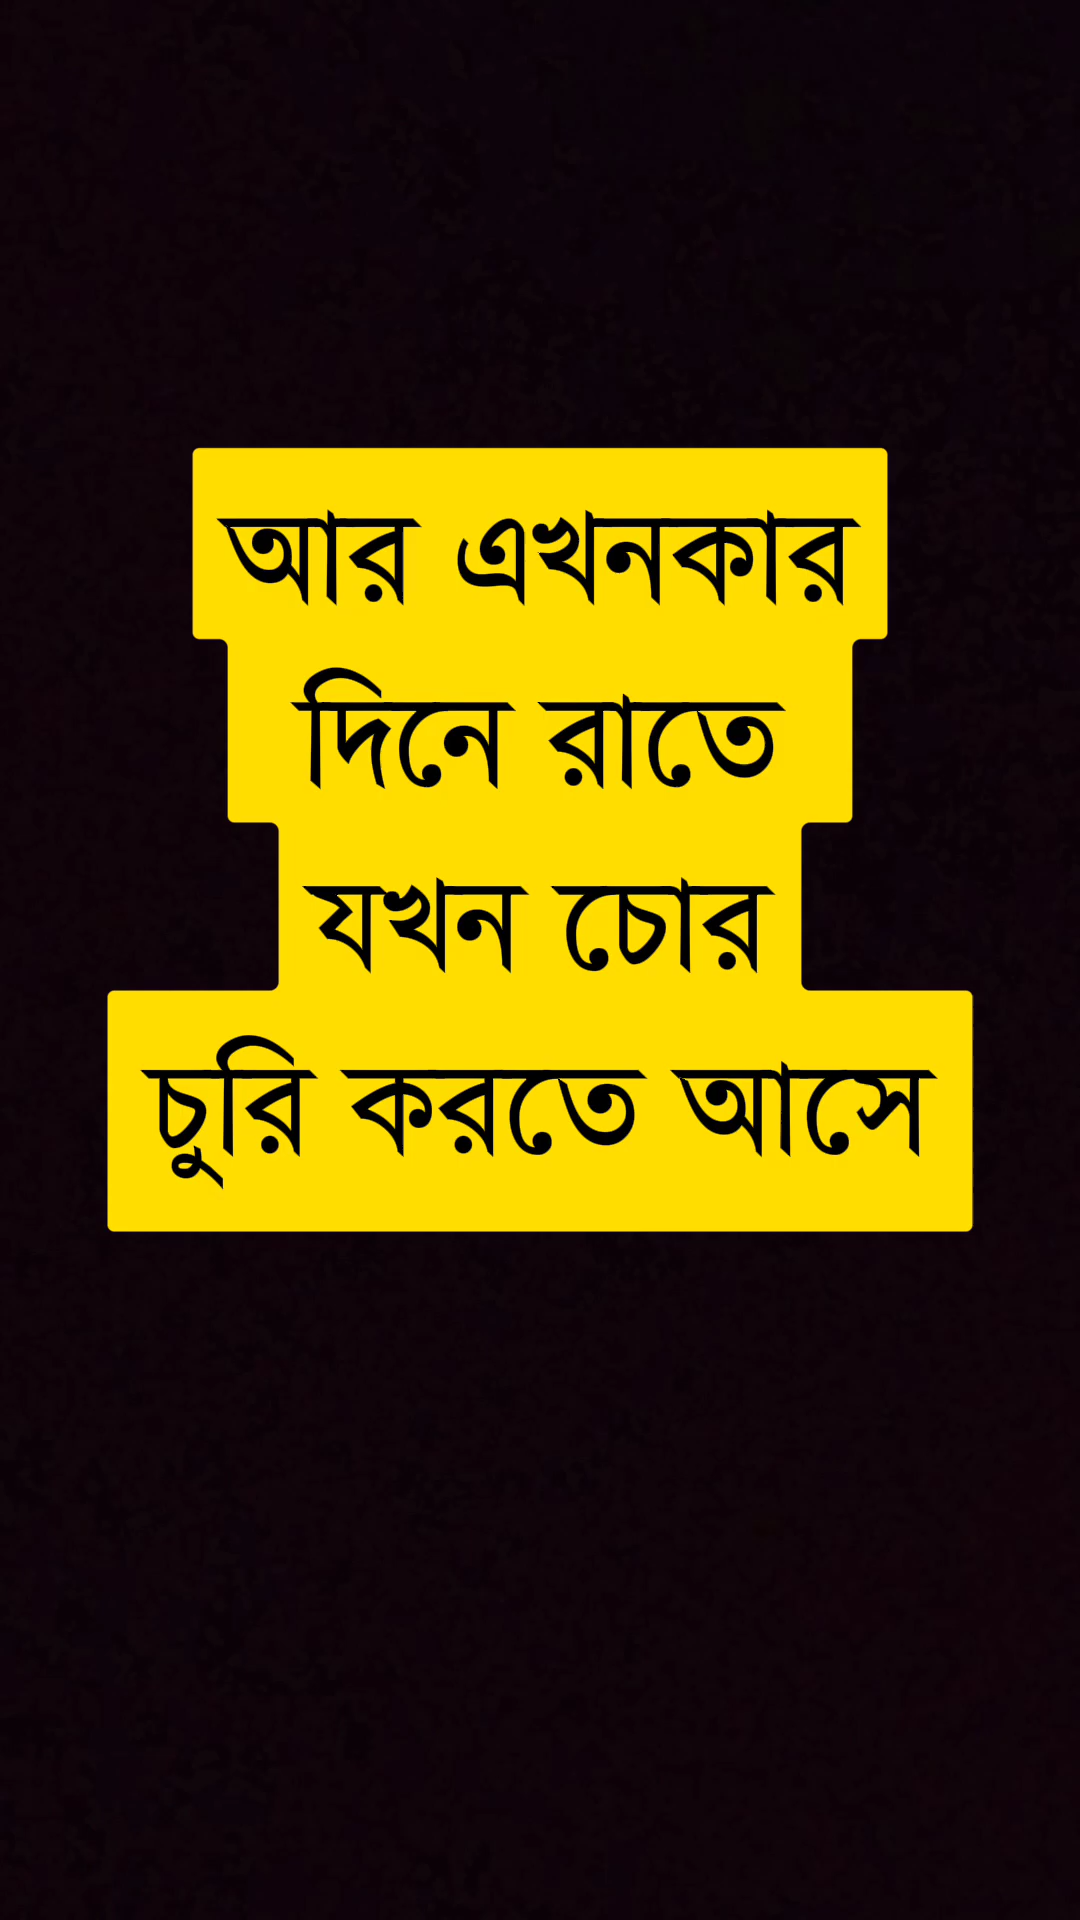 আর এখনকার
দিনে রাতে
যখন চোর
চুরি করতে আসে